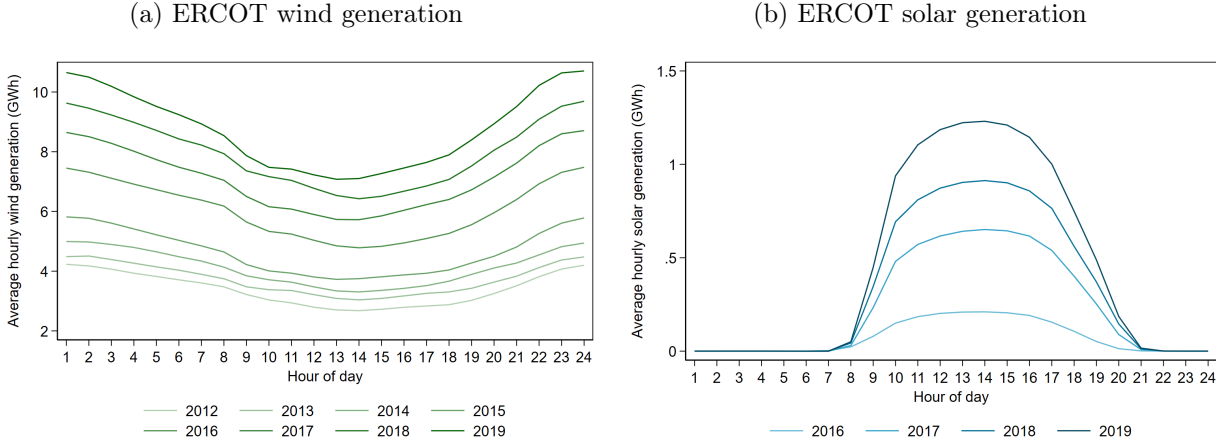 (a) ERCOT wind generation
Average hourly wind generation (GWh)
10
8
6
4
2
1 2 3 4 5 6 7 8 9 10 11 12 13 14 15 16 17 18 19 20 21 22 23 24
Hour of day
2012 2013 2014 2015
2016 2017 2018 2019
(b) ERCOT solar generation
Average hourly solar generation (GWh)
1.5
1
.5
0
1 2 3 4 5 6 7 8 9 10 11 12 13 14 15 16 17 18 19 20 21 22 23 24
Hour of day
2016 2017 2018 2019